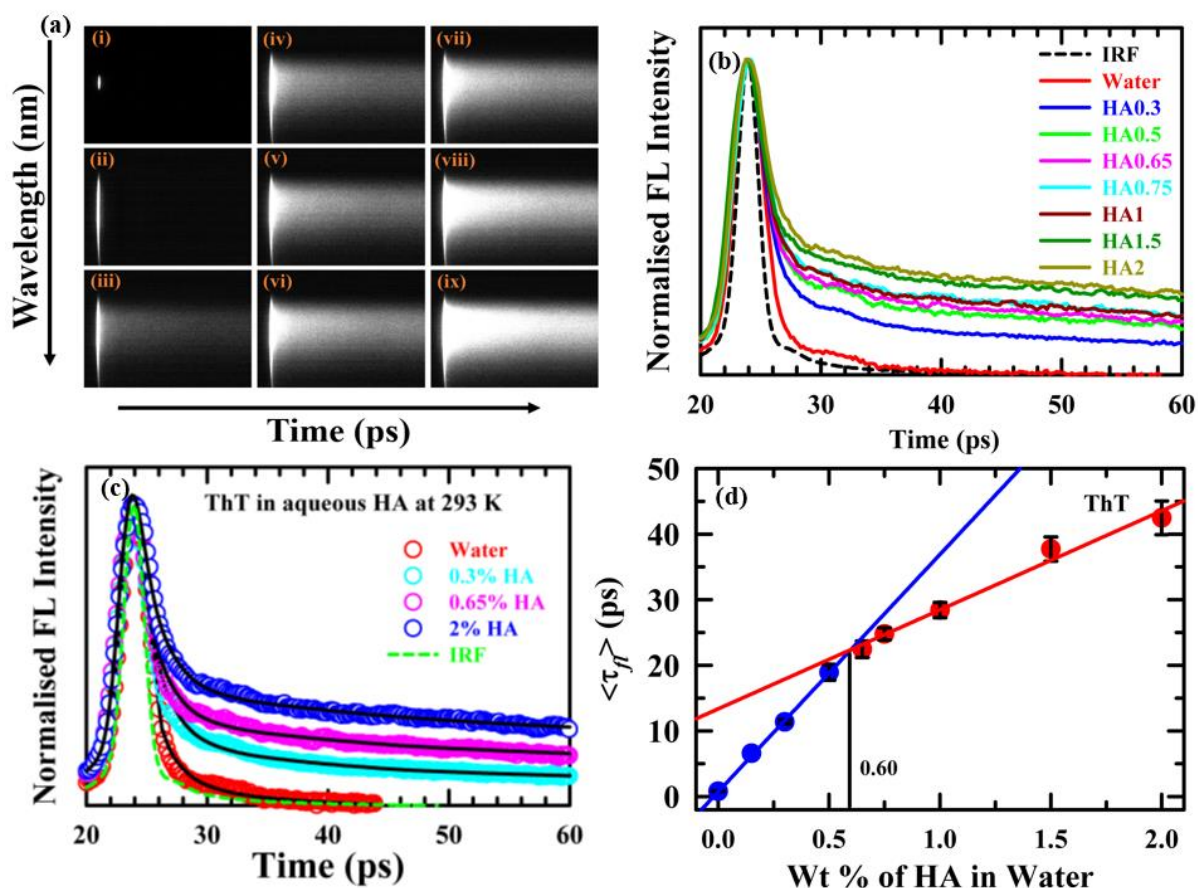 (a)
Wavelength (nm)
(i)
(iv)
(vii)
(ii)
(v)
(viii)
(iii)
(vi)
(ix)
Time (ps)
(b)
Normalised FL Intensity
IRF
Water
HA0.3
HA0.5
HA0.65
HA0.75
HA1
HA1.5
HA2
20 30 40 50 60
Time (ps)
(c)
Normalised FL Intensity
ThT in aqueous HA at 293 K
Water
0.3% HA
0.65% HA
2% HA
IRF
20 30 40 50 60
Time (ps)
(d)
<τfl> (ps)
50
40
30
20
10
0
ThT
0.60
0.0 0.5 1.0 1.5 2.0
Wt % of HA in Water